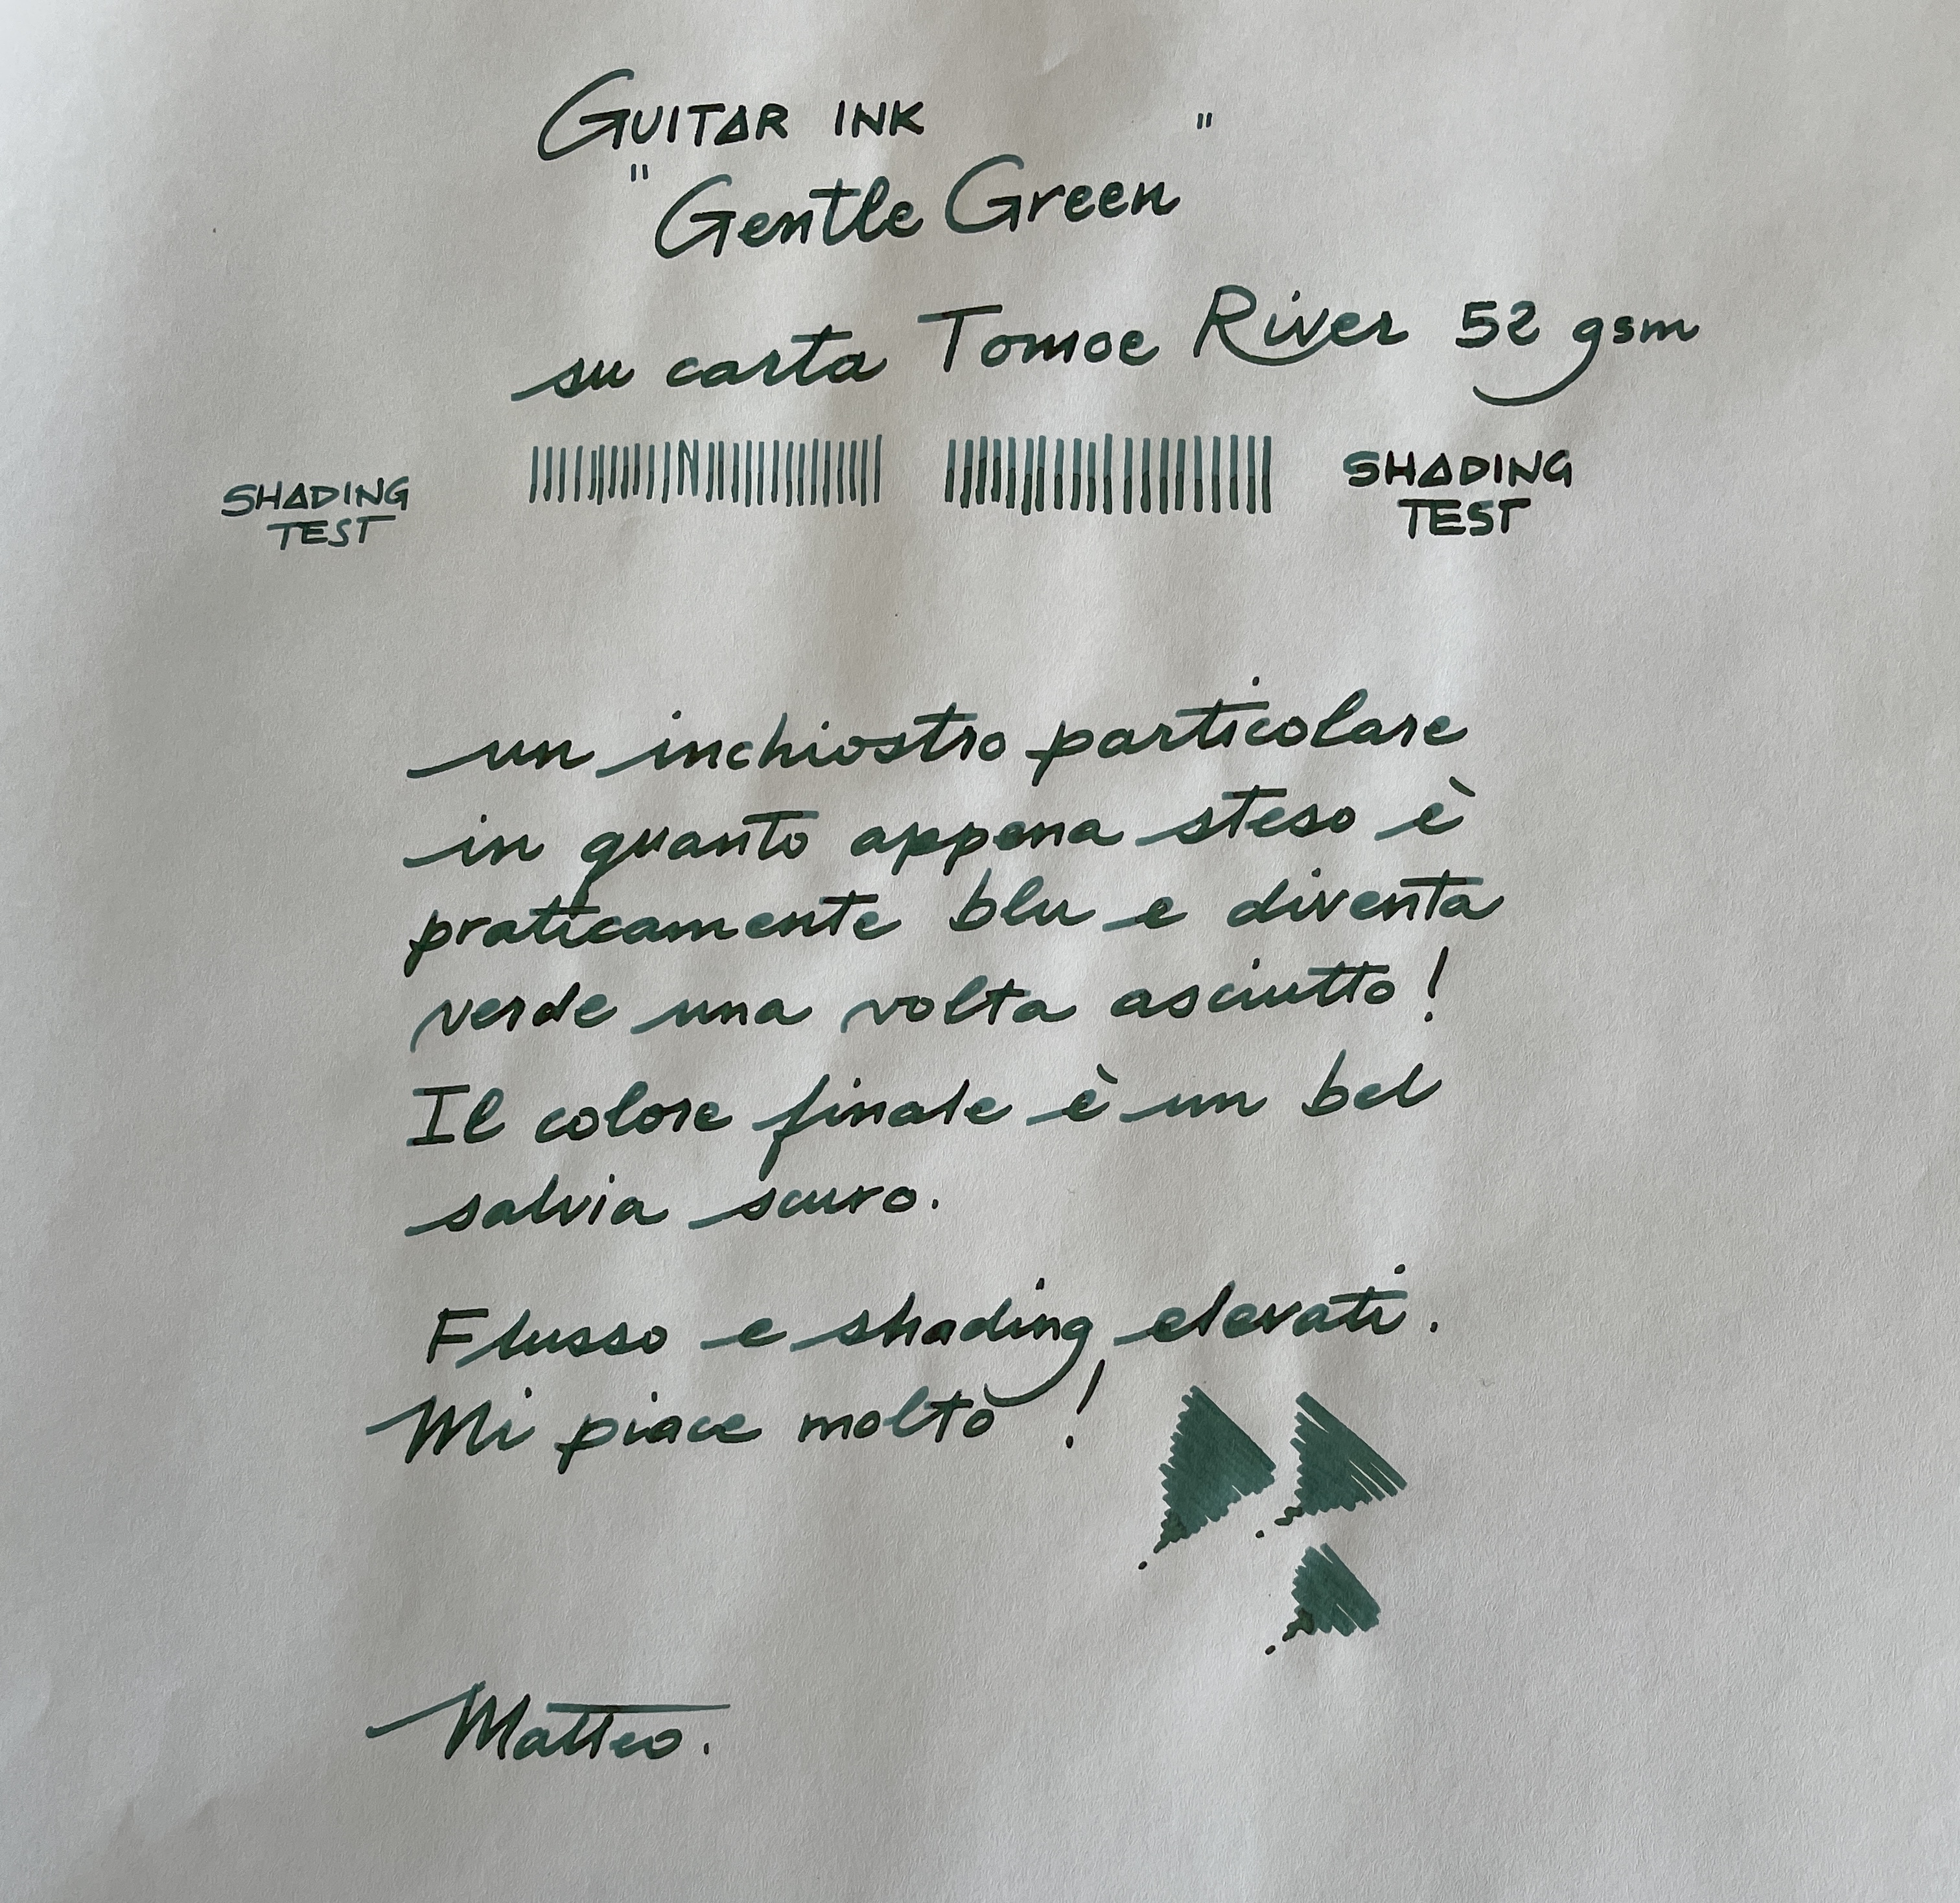 GUITAR INK
"Gentle Green"
su carta Tomoe River 52 gsm
SHADING
TEST
SHADING
TEST
un inchiostro particolare
in quanto appena steso è
praticamente blu e diventa
verde una volta asciutto!
Il colore finale è un bel
salvia scuro.
Flusso e shading elevati.
Mi piace molto!
Matteo.